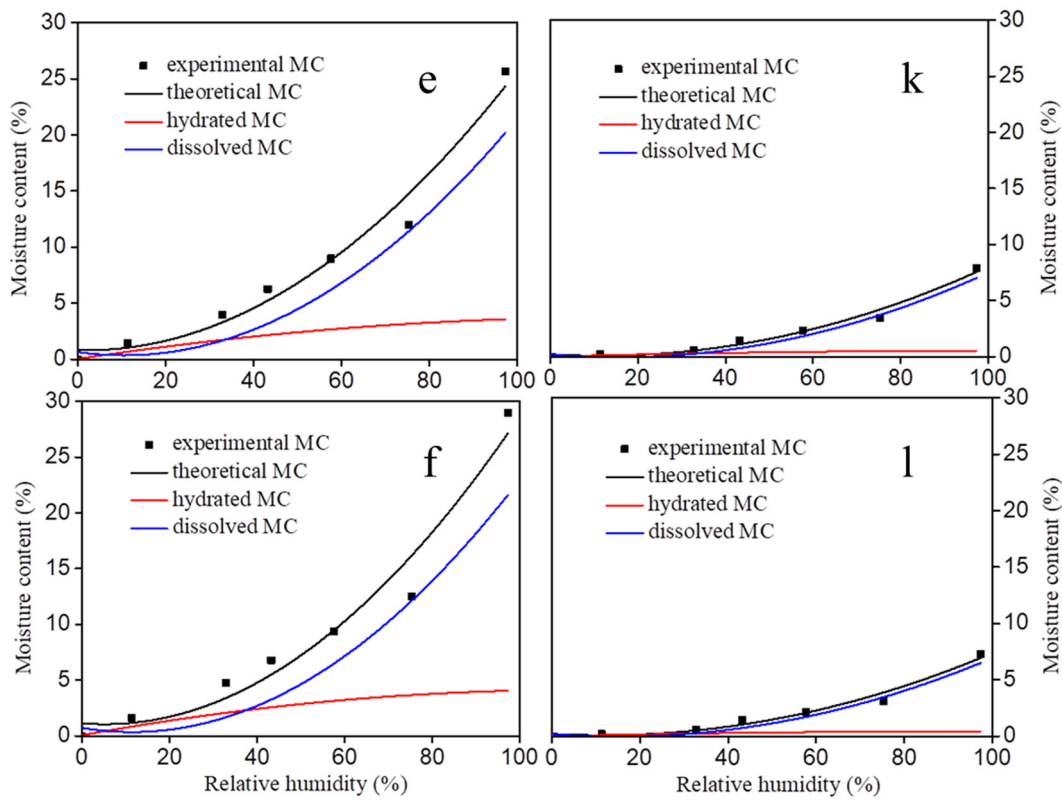 30
25
20
15
10
5
0
Moisture content (%)
experimental MC
theoretical MC
hydrated MC
dissolved MC
e
0 20 40 60 80 100
experimental MC
theoretical MC
hydrated MC
dissolved MC
k
30
25
20
15
10
5
0
Moisture content (%)
0 20 40 60 80 100
30
25
20
15
10
5
0
Moisture content (%)
experimental MC
theoretical MC
hydrated MC
dissolved MC
f
0 20 40 60 80 100
Relative humidity (%)
experimental MC
theoretical MC
hydrated MC
dissolved MC
l
30
25
20
15
10
5
0
Moisture content (%)
0 20 40 60 80 100
Relative humidity (%)